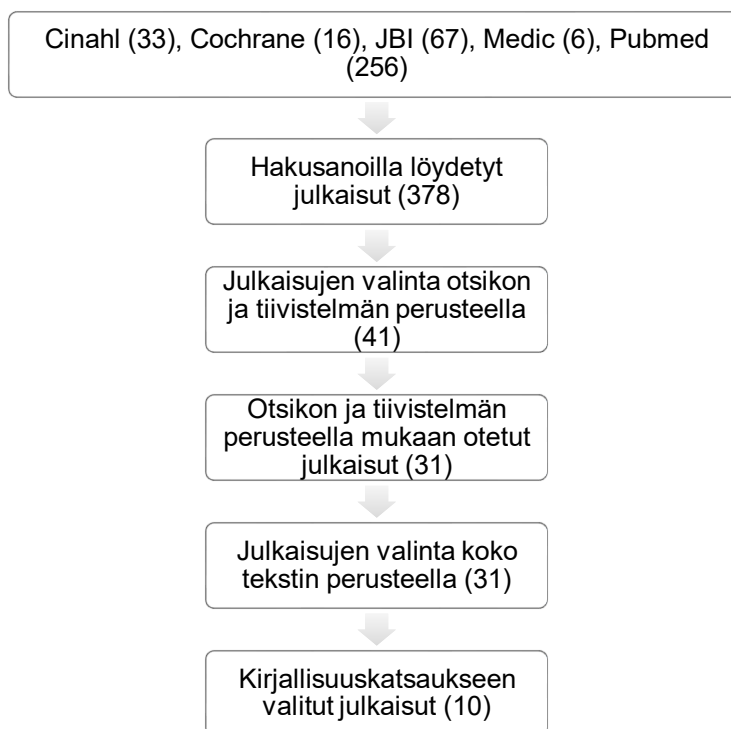 Cinahl (33), Cochrane (16), JBI (67), Medic (6), Pubmed
(256)
Hakusanoilla löydetyt
julkaisut (378)
Julkaisujen valinta otsikon
ja tiivistelmän perusteella
(41)
Otsikon ja tiivistelmän
perusteella mukaan otetut
julkaisut (31)
Julkaisujen valinta koko
tekstin perusteella (31)
Kirjallisuuskatsaukseen
valitut julkaisut (10)